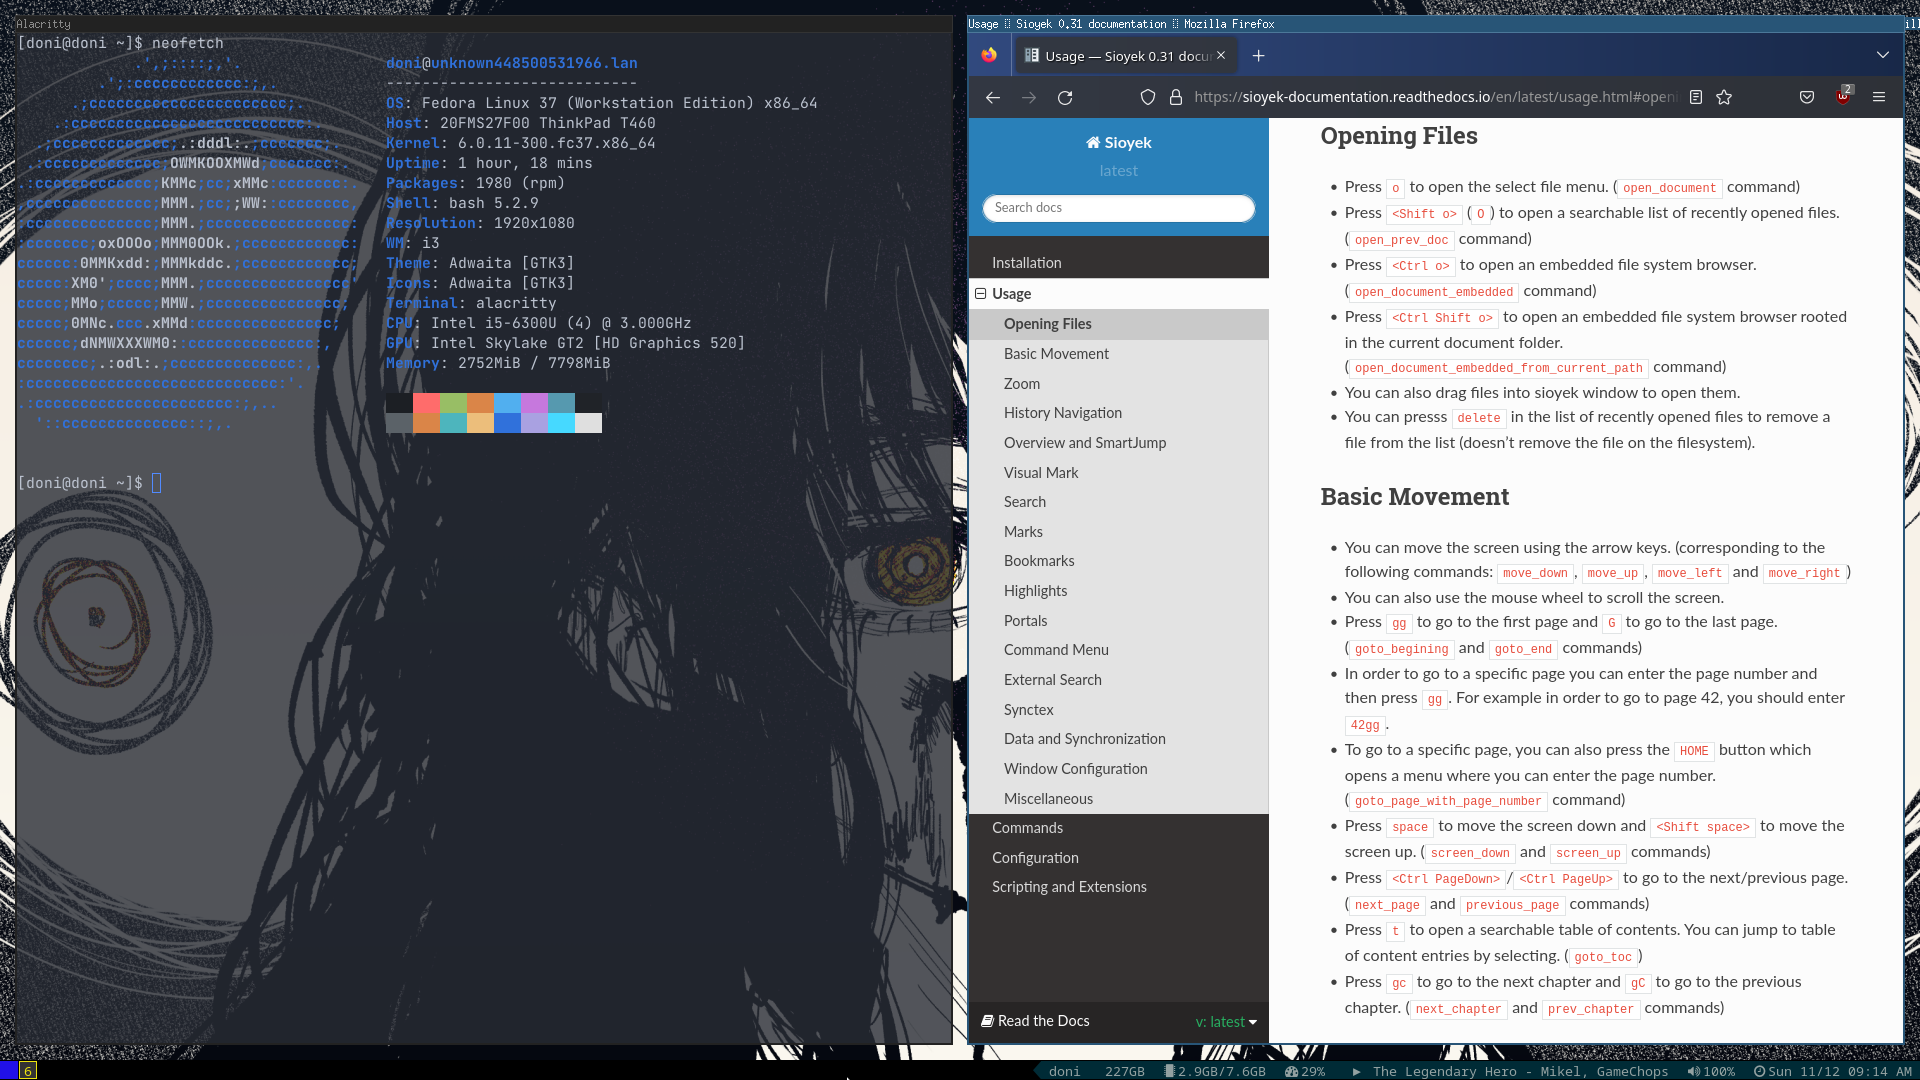 Alacritty
[doni@doni ~]$ neofetch
doni@unknown448500531966.lan
----------------------------
OS: Fedora Linux 37 (Workstation Edition) x86_64
Host: 20FMS27F00 ThinkPad T460
Kernel: 6.0.11-300.fc37.x86_64
Uptime: 1 hour, 18 mins
Packages: 1980 (rpm)
Shell: bash 5.2.9
Resolution: 1920x1080
WM: i3
Theme: Adwaita [GTK3]
Icons: Adwaita [GTK3]
Terminal: alacritty
CPU: Intel i5-6300U (4) @ 3.000GHz
GPU: Intel Skylake GT2 [HD Graphics 520]
Memory: 2752MiB / 7798MiB
[doni@doni ~]$
Usage Sioyek 0.31 documentation Mozilla Firefox
Usage — Sioyek 0.31 docu
https://sioyek-documentation.readthedocs.io/en/latest/usage.html#openi
2
Sioyek
latest
Search docs
Installation
Usage
Opening Files
Basic Movement
Zoom
History Navigation
Overview and SmartJump
Visual Mark
Search
Marks
Bookmarks
Highlights
Portals
Command Menu
External Search
Synctex
Data and Synchronization
Window Configuration
Miscellaneous
Commands
Configuration
Scripting and Extensions
Read the Docs
v: latest
Opening Files
• Press o to open the select file menu. ( open_document command)
• Press <Shift o> ( O ) to open a searchable list of recently opened files.
( open_prev_doc command)
• Press <Ctrl o> to open an embedded file system browser.
( open_document_embedded command)
• Press <Ctrl Shift o> to open an embedded file system browser rooted
in the current document folder.
( open_document_embedded_from_current_path command)
• You can also drag files into sioyek window to open them.
• You can presss delete in the list of recently opened files to remove a
file from the list (doesn't remove the file on the filesystem).
Basic Movement
• You can move the screen using the arrow keys. (corresponding to the
following commands: move_down , move_up , move_left and move_right )
• You can also use the mouse wheel to scroll the screen.
• Press gg to go to the first page and G to go to the last page.
( goto_begining and goto_end commands)
• In order to go to a specific page you can enter the page number and
then press gg . For example in order to go to page 42, you should enter
42gg .
• To go to a specific page, you can also press the HOME button which
opens a menu where you can enter the page number.
( goto_page_with_page_number command)
• Press space to move the screen down and <Shift space> to move the
screen up. ( screen_down and screen_up commands)
• Press <Ctrl PageDown> / <Ctrl PageUp> to go to the next/previous page.
( next_page and previous_page commands)
• Press t to open a searchable table of contents. You can jump to table
of content entries by selecting. ( goto_toc )
• Press gc to go to the next chapter and gC to go to the previous
chapter. ( next_chapter and prev_chapter commands)
6
doni 227GB 2.9GB/7.6GB 29% ▶ The Legendary Hero - Mikel, GameChops 100% Sun 11/12 09:14 AM